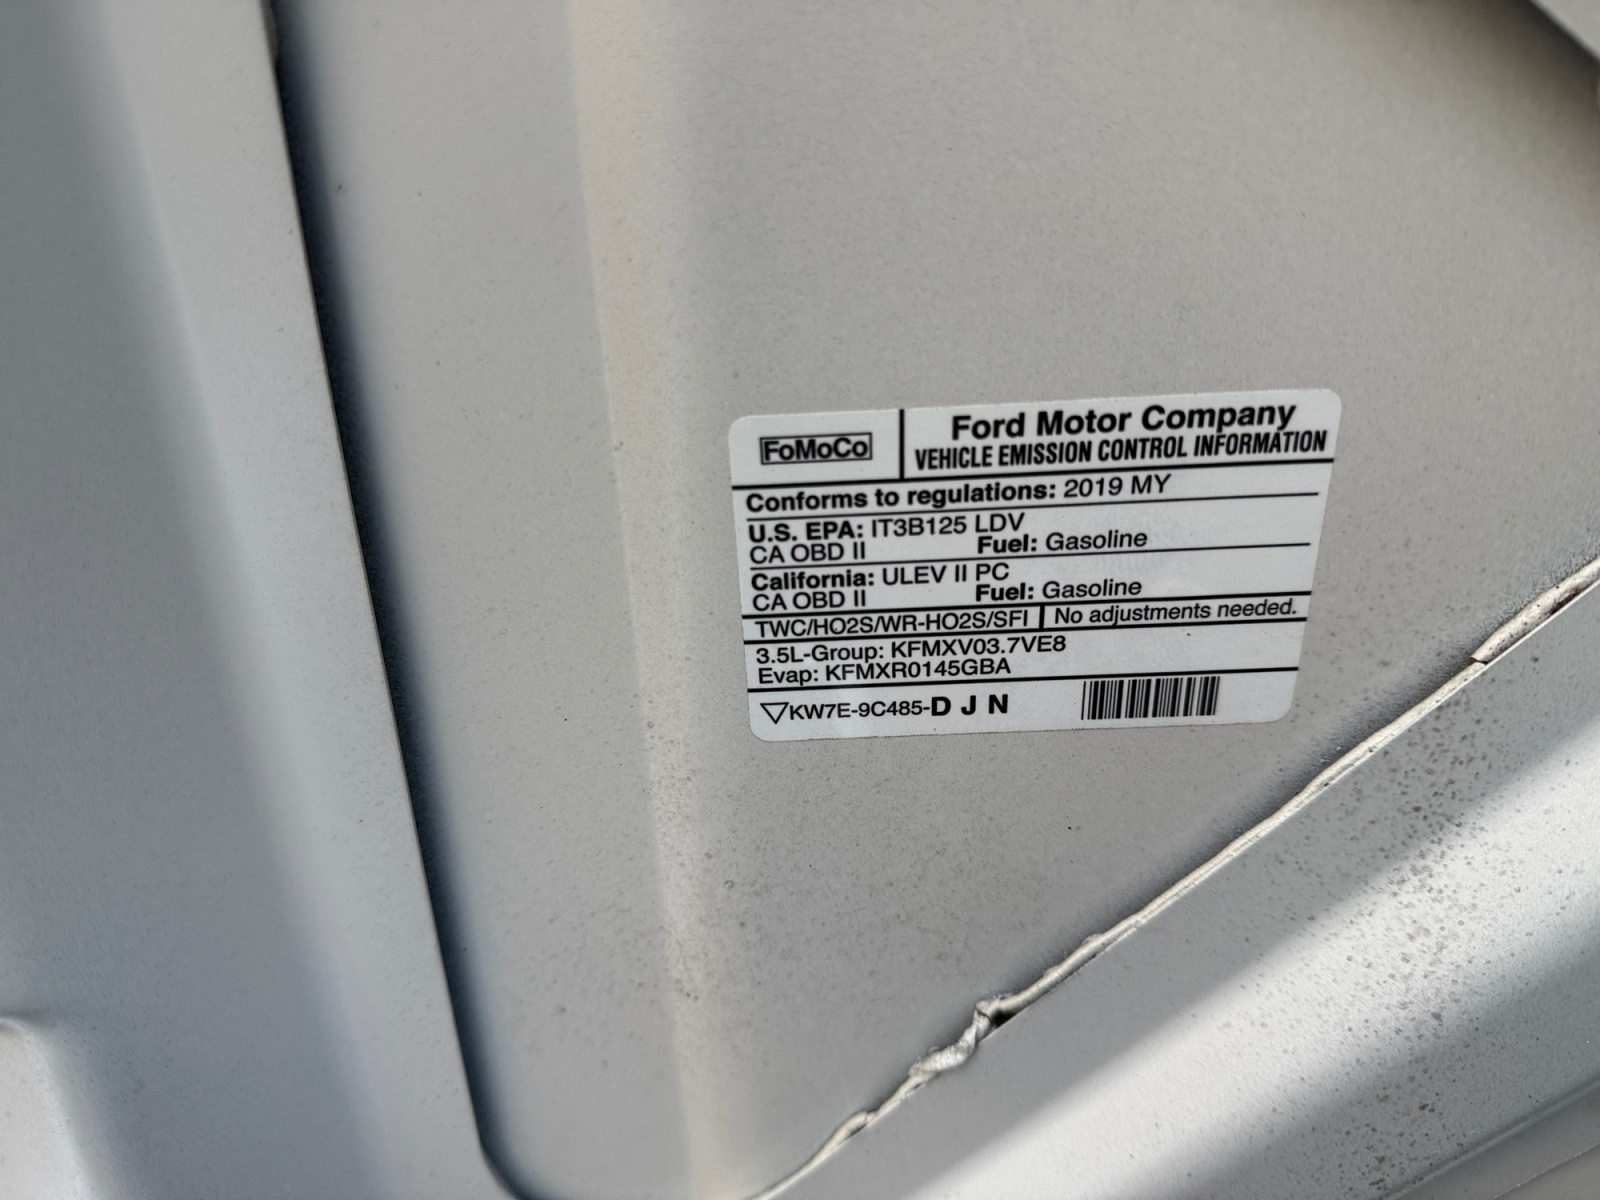 FoMoCo
Ford Motor Company
VEHICLE EMISSION CONTROL INFORMATION
Conforms to regulations: 2019 MY
U.S. EPA: IT3B125 LDV
CA OBD II Fuel: Gasoline
California: ULEV II PC
CA OBD II Fuel: Gasoline
TWC/HO2S/WR-HO2S/SFI No adjustments needed.
3.5L-Group: KFMXV03.7VE8
Evap: KFMXR0145GBA
▽KW7E-9C485-D J N